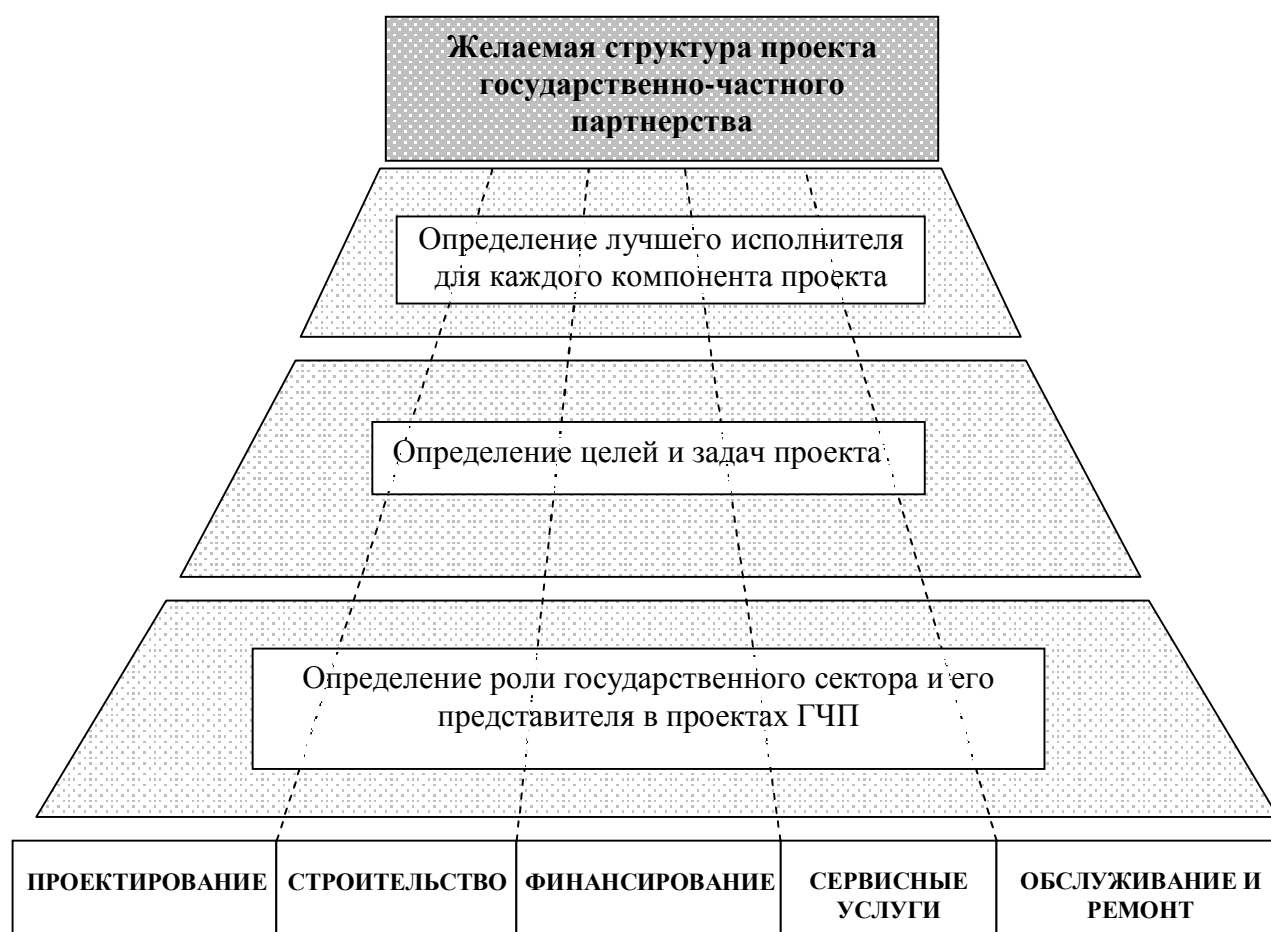 Желаемая структура проекта
государственно-частного
партнерства
Определение лучшего исполнителя
для каждого компонента проекта
Определение целей и задач проекта
Определение роли государственного сектора и его
представителя в проектах ГЧП
ПРОЕКТИРОВАНИЕ
СТРОИТЕЛЬСТВО
ФИНАНСИРОВАНИЕ
СЕРВИСНЫЕ
УСЛУГИ
ОБСЛУЖИВАНИЕ И
РЕМОНТ